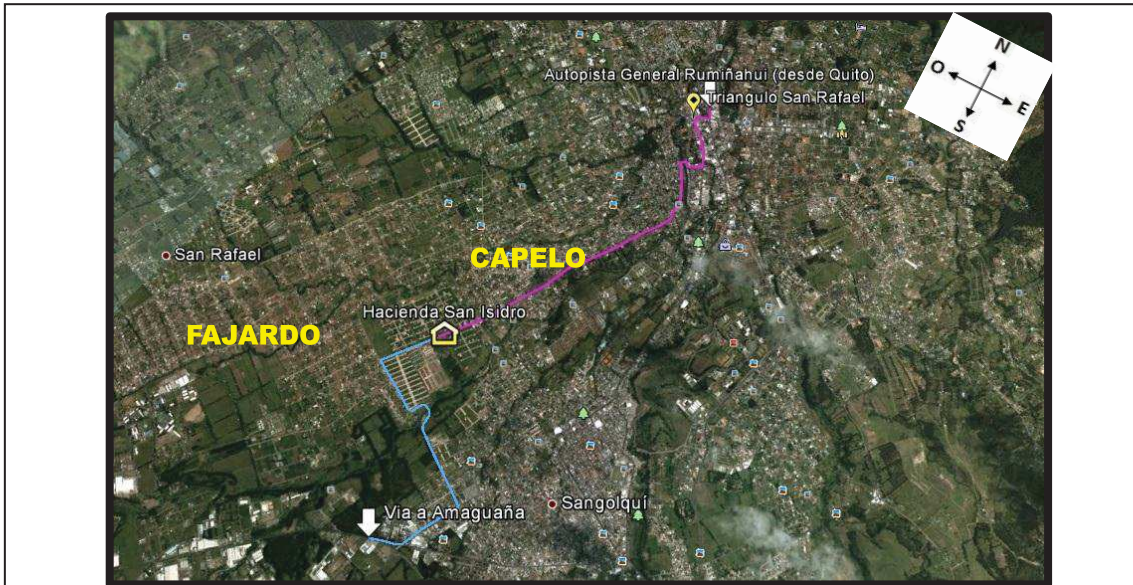 N
O
E
S
Autopista General Rumiñahui (desde Quito)
Triangulo San Rafael
San Rafael
CAPELO
Hacienda San Isidro
FAJARDO
Sangolquí
Via a Amaguaña